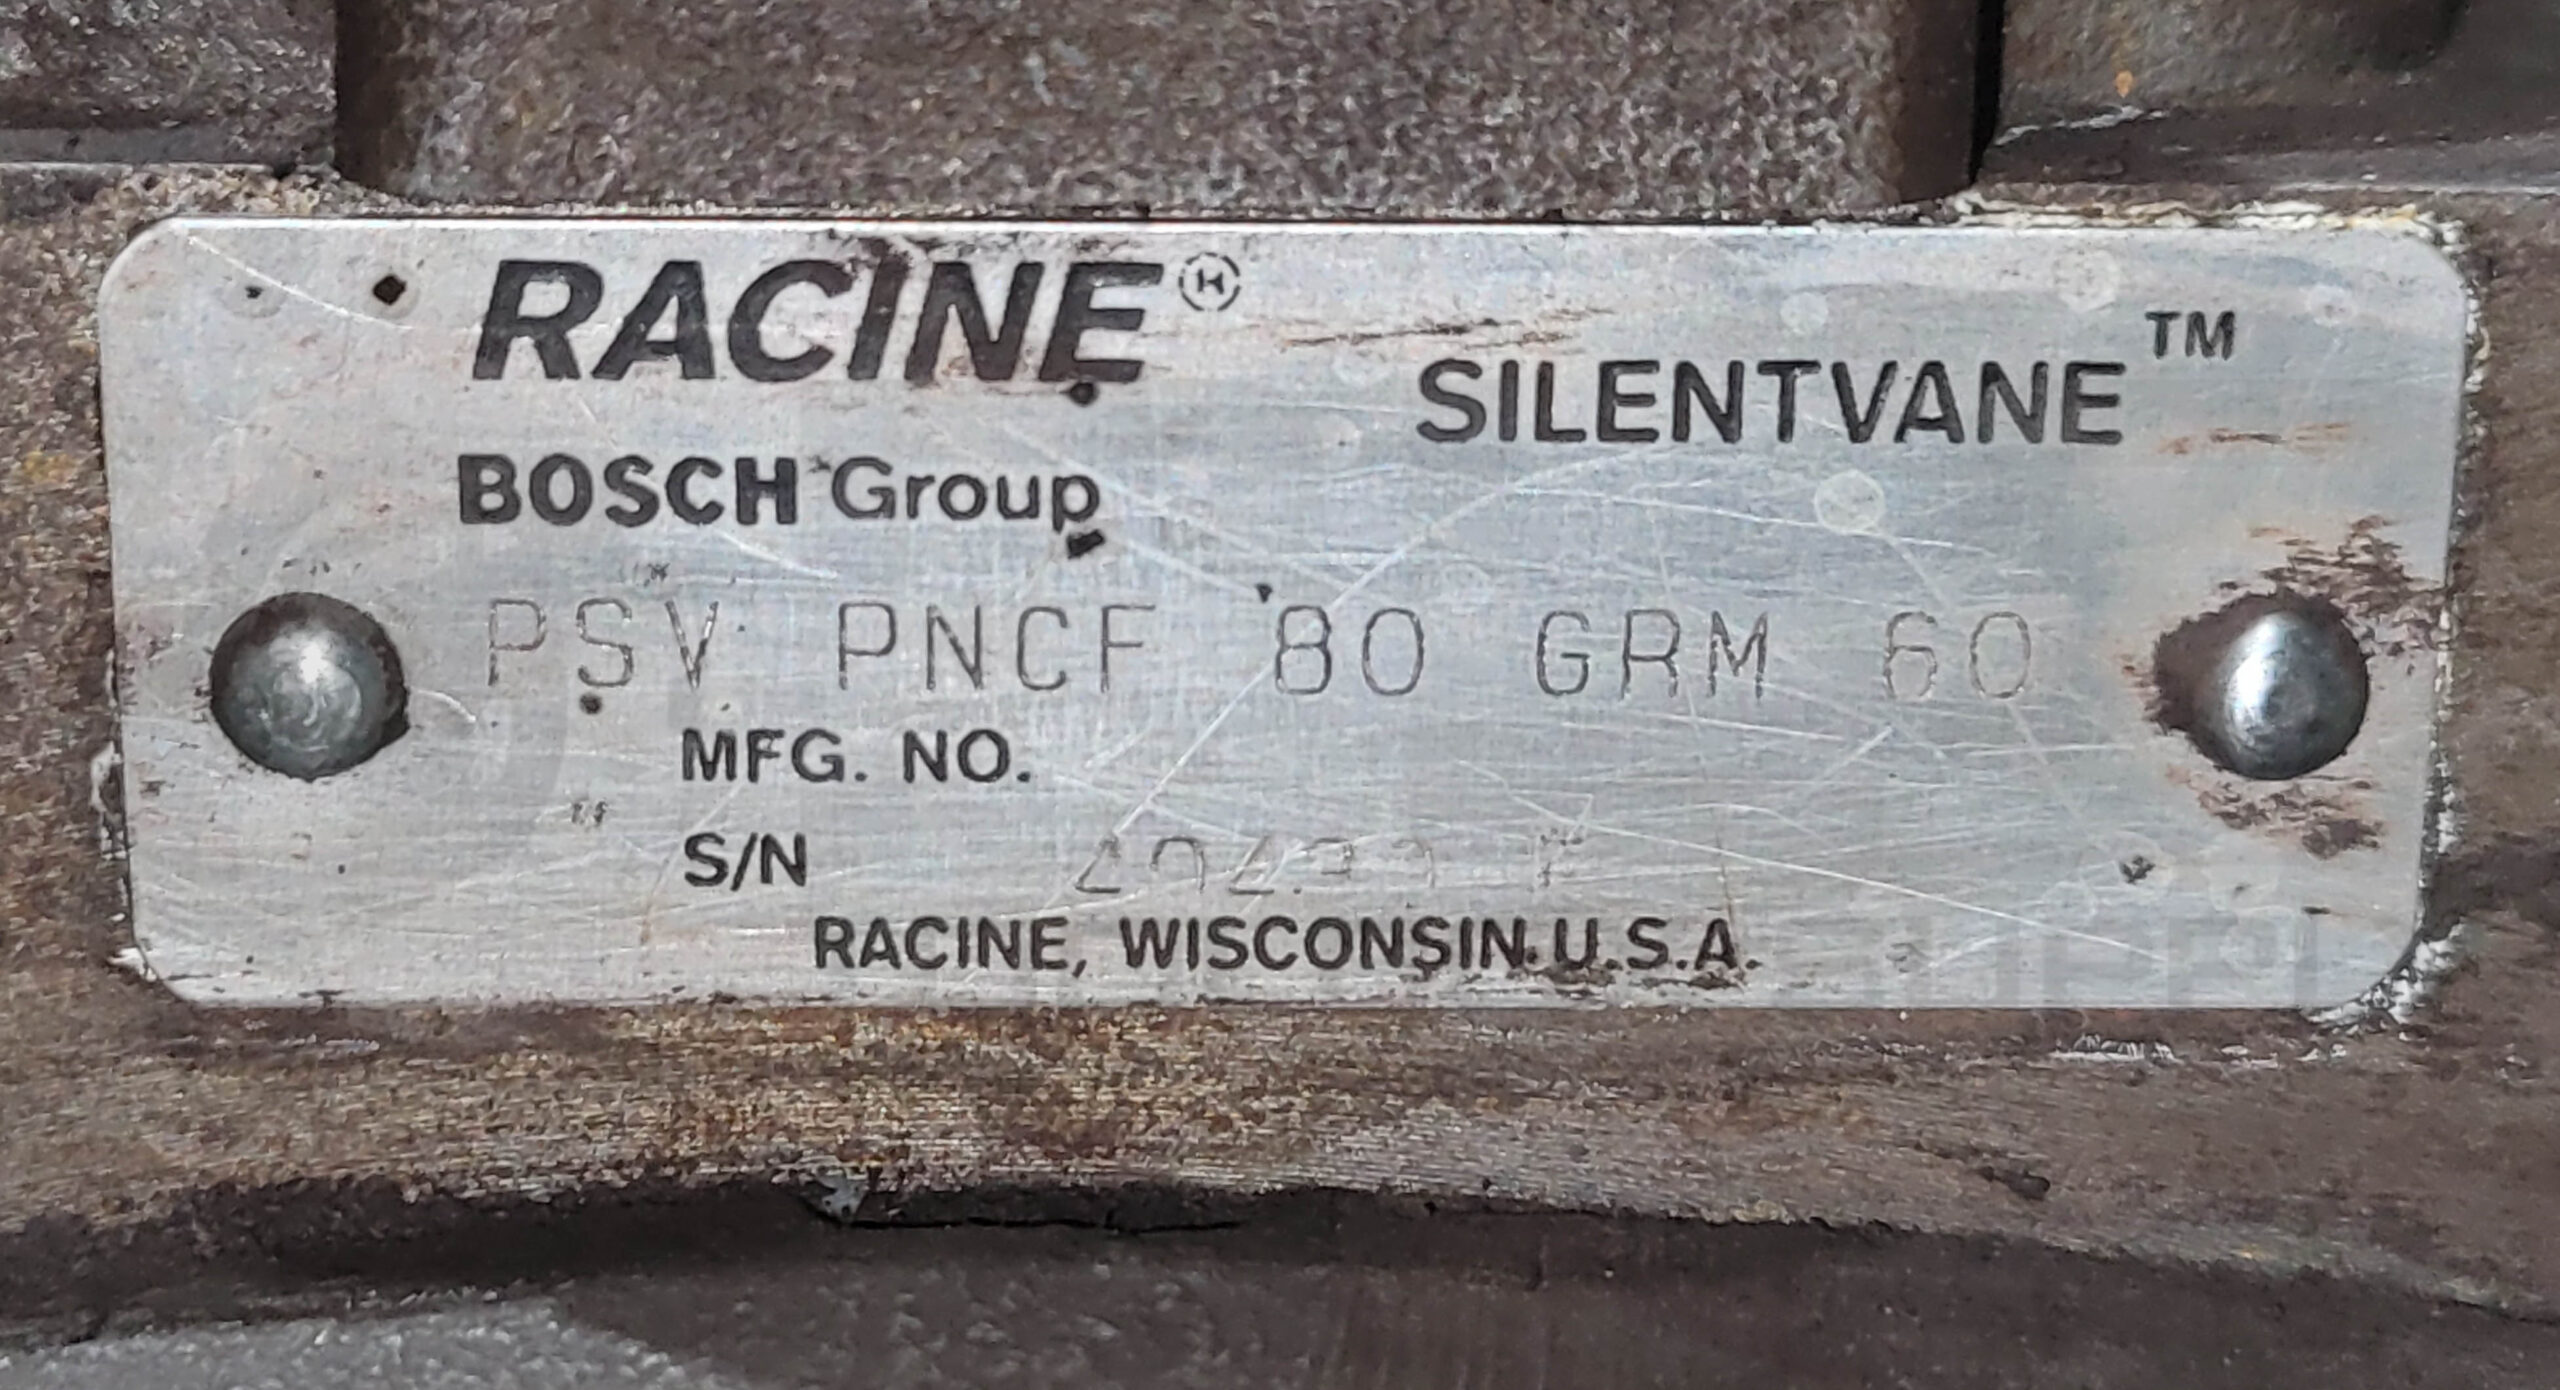 RACINE®
SILENTVANE™
BOSCH Group
PSV PNCF 80 GRM 60
MFG. NO.
S/N
RACINE, WISCONSIN, U.S.A.